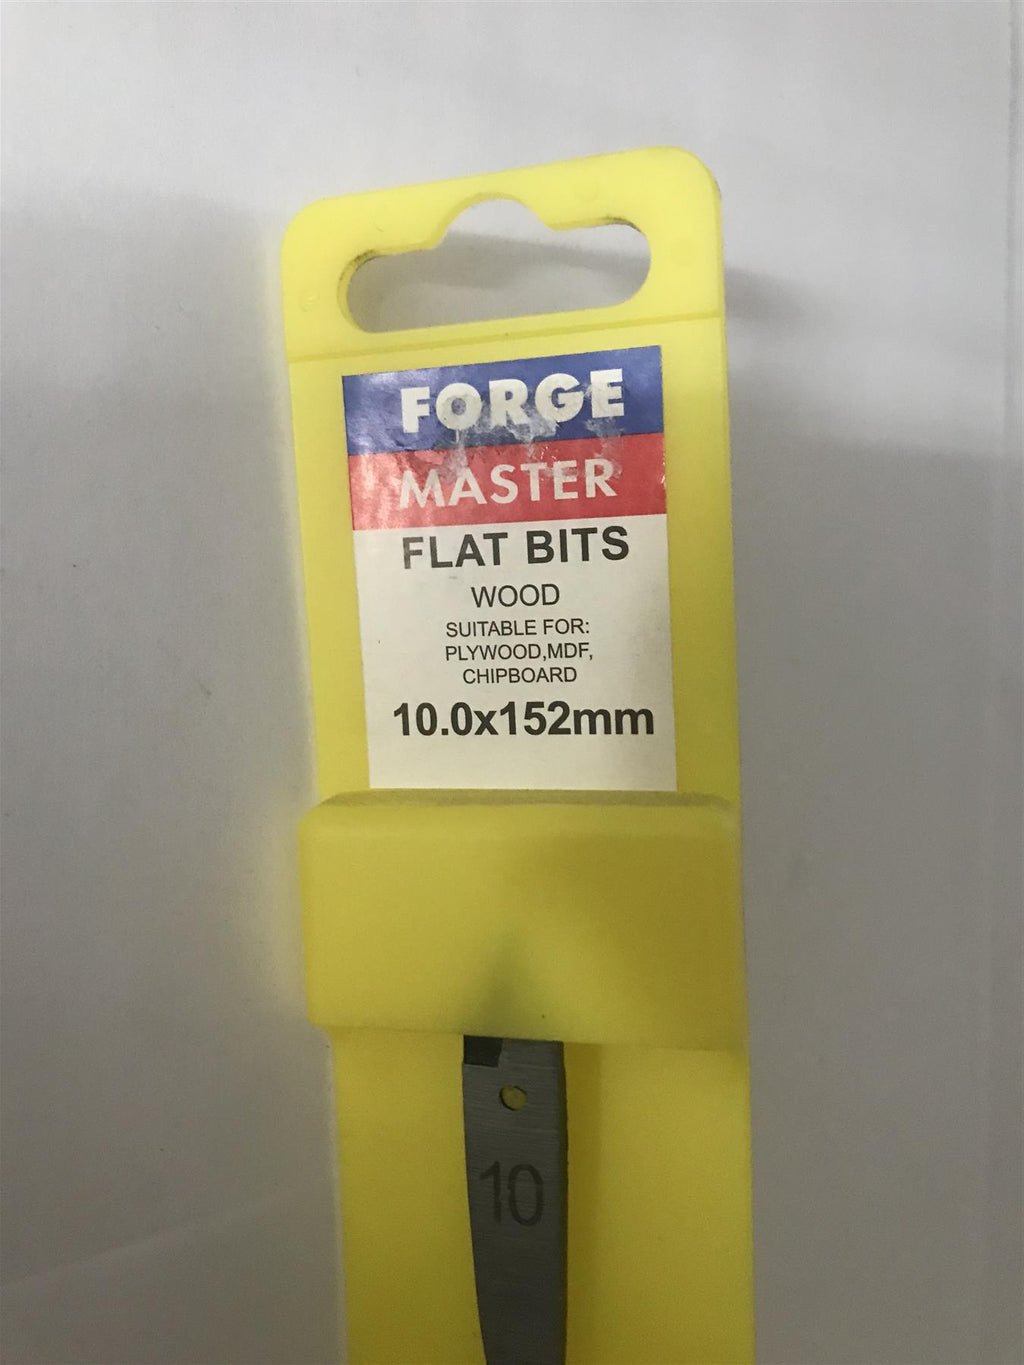 FORGE
MASTER
FLAT BITS
WOOD
SUITABLE FOR:
PLYWOOD,MDF,
CHIPBOARD
10.0x152mm
10